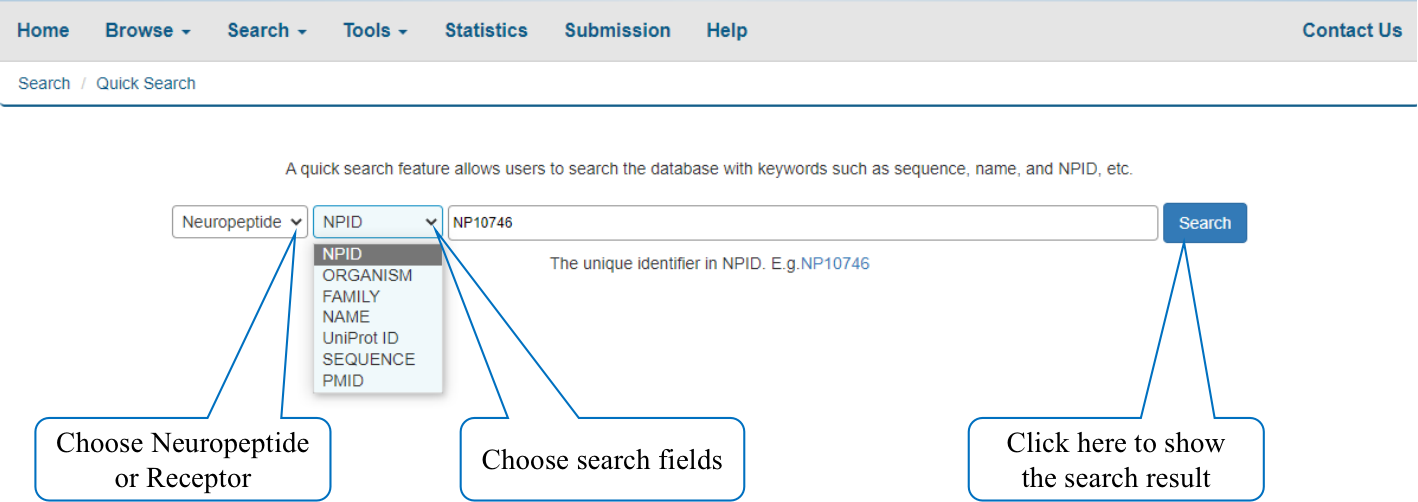 Home Browse Search Tools Statistics Submission Help Contact Us
Search / Quick Search
A quick search feature allows users to search the database with keywords such as sequence, name, and NPID, etc.
Neuropeptide NPID NP10746 Search
NPID
The unique identifier in NPID. E.g.NP10746
ORGANISM
FAMILY
NAME
UniProt ID
SEQUENCE
PMID
Choose Neuropeptide
or Receptor
Choose search fields
Click here to show
the search result